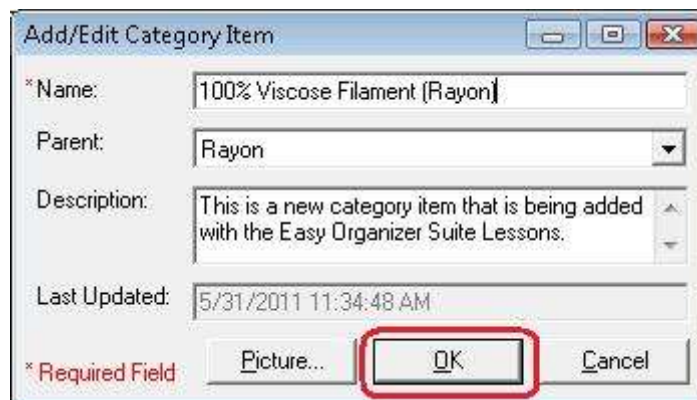 Add/Edit Category Item
*Name: 100% Viscose Filament (Rayon)
Parent: Rayon
Description: This is a new category item that is being added
with the Easy Organizer Suite Lessons.
Last Updated: 5/31/2011 11:34:48 AM
* Required Field Picture... OK Cancel